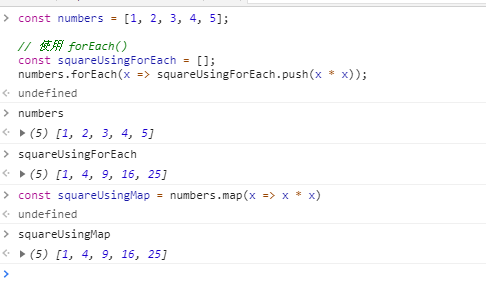 const numbers = [1, 2, 3, 4, 5];
// 使用 forEach()
const squareUsingForEach = [];
numbers.forEach(x => squareUsingForEach.push(x * x));
undefined
numbers
(5) [1, 2, 3, 4, 5]
squareUsingForEach
(5) [1, 4, 9, 16, 25]
const squareUsingMap = numbers.map(x => x * x)
undefined
squareUsingMap
(5) [1, 4, 9, 16, 25]